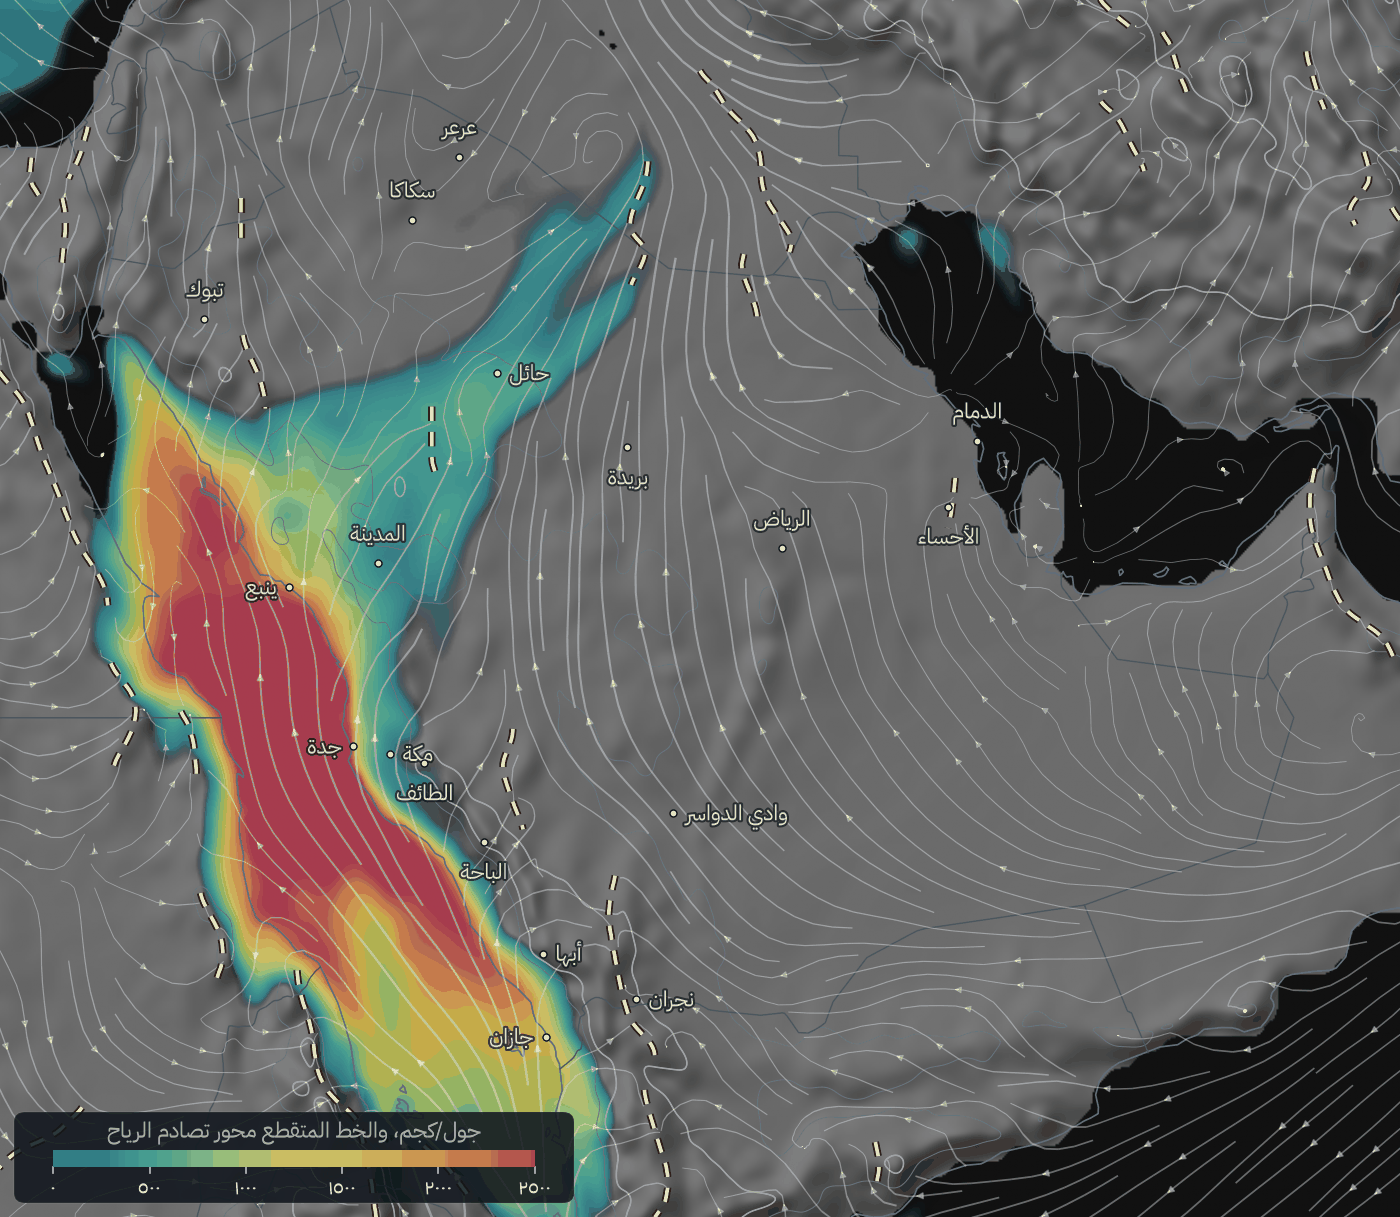 عرعر
سكاكا
تبوك
حائل
الدمام
بريدة
الرياض
المدينة
الأحساء
ينبع
جدة
مكة
الطائف
وادي الدواسر
الباحة
أبها
نجران
جازان
جول/كجم، والخط المتقطع محور تصادم الرياح
٠ ٥٠٠ ١٠٠٠ ١٥٠٠ ٢٠٠٠ ٢٥٠٠